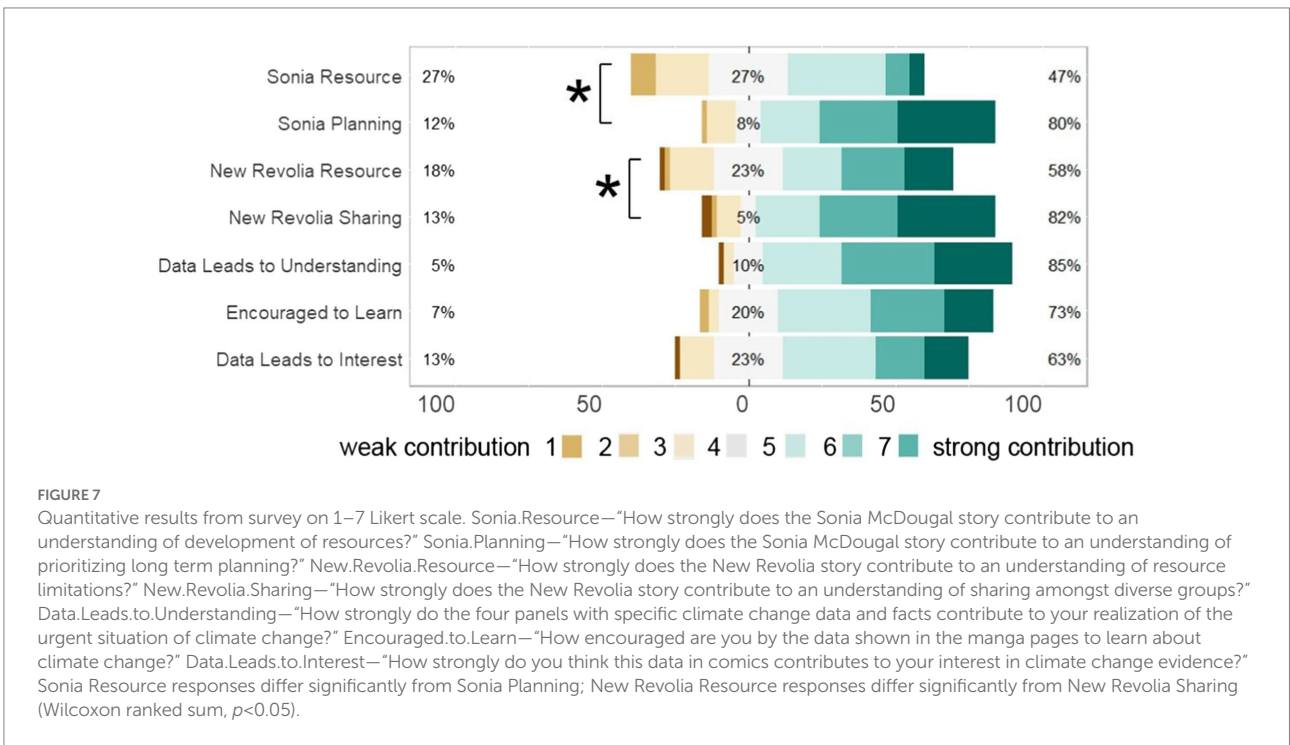 Sonia Resource 27% 27% 47%
*
Sonia Planning 12% 8% 80%
New Revolia Resource 18% 23% 58%
*
New Revolia Sharing 13% 5% 82%
Data Leads to Understanding 5% 10% 85%
Encouraged to Learn 7% 20% 73%
Data Leads to Interest 13% 23% 63%
100 50 0 50 100
weak contribution 1 2 3 4 5 6 7 strong contribution
FIGURE 7
Quantitative results from survey on 1–7 Likert scale. Sonia.Resource—“How strongly does the Sonia McDougal story contribute to an
understanding of development of resources?” Sonia.Planning—“How strongly does the Sonia McDougal story contribute to an understanding of
prioritizing long term planning?” New.Revolia.Resource—“How strongly does the New Revolia story contribute to an understanding of resource
limitations?” New.Revolia.Sharing—“How strongly does the New Revolia story contribute to an understanding of sharing amongst diverse groups?”
Data.Leads.to.Understanding—“How strongly do the four panels with specific climate change data and facts contribute to your realization of the
urgent situation of climate change?” Encouraged.to.Learn—“How encouraged are you by the data shown in the manga pages to learn about
climate change?” Data.Leads.to.Interest—“How strongly do you think this data in comics contributes to your interest in climate change evidence?”
Sonia Resource responses differ significantly from Sonia Planning; New Revolia Resource responses differ significantly from New Revolia Sharing
(Wilcoxon ranked sum, p<0.05).